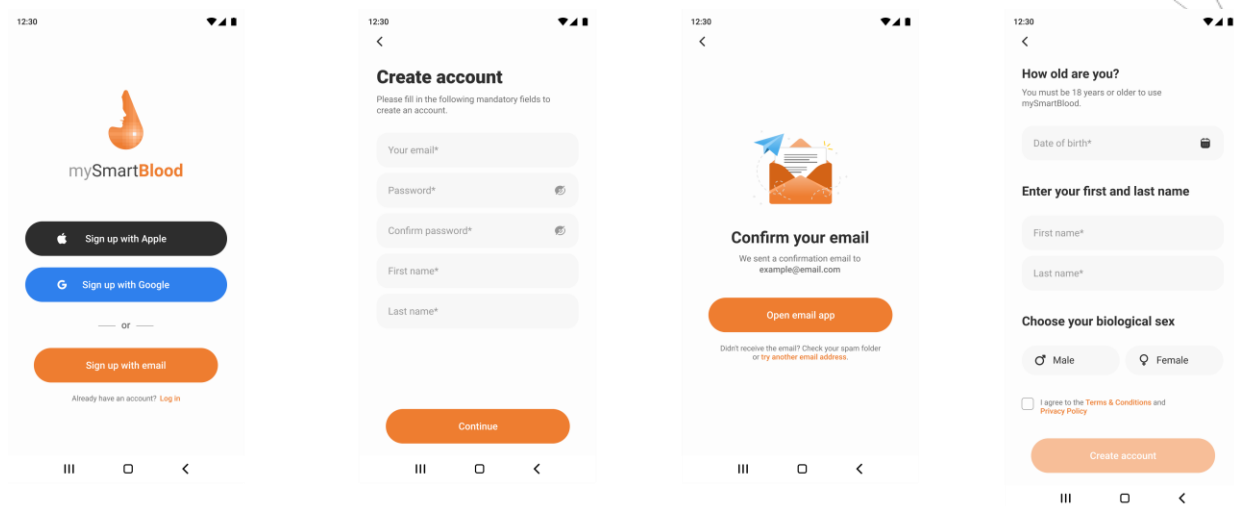 12:30
mySmartBlood
Sign up with Apple
G Sign up with Google
or
Sign up with email
Already have an account? Log in
12:30
Create account
Please fill in the following mandatory fields to
create an account.
Your email*
Password*
Confirm password*
First name*
Last name*
Continue
12:30
Confirm your email
We sent a confirmation email to
example@email.com
Open email app
Didn't receive the email? Check your spam folder
or try another email address.
12:30
How old are you?
You must be 18 years or older to use
mySmartBlood.
Date of birth*
Enter your first and last name
First name*
Last name*
Choose your biological sex
Male
Female
I agree to the Terms & Conditions and
Privacy Policy
Create account